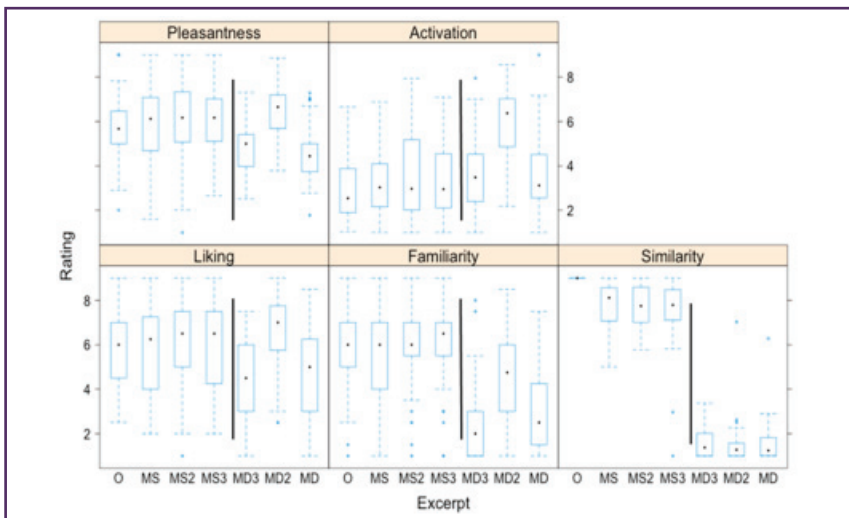 Pleasantness Activation
8
6
4
2
Rating
Liking Familiarity Similarity
8
6
4
2
O MS MS2 MS3 MD3 MD2 MD O MS MS2 MS3 MD3 MD2 MD O MS MS2 MS3 MD3 MD2 MD
Excerpt